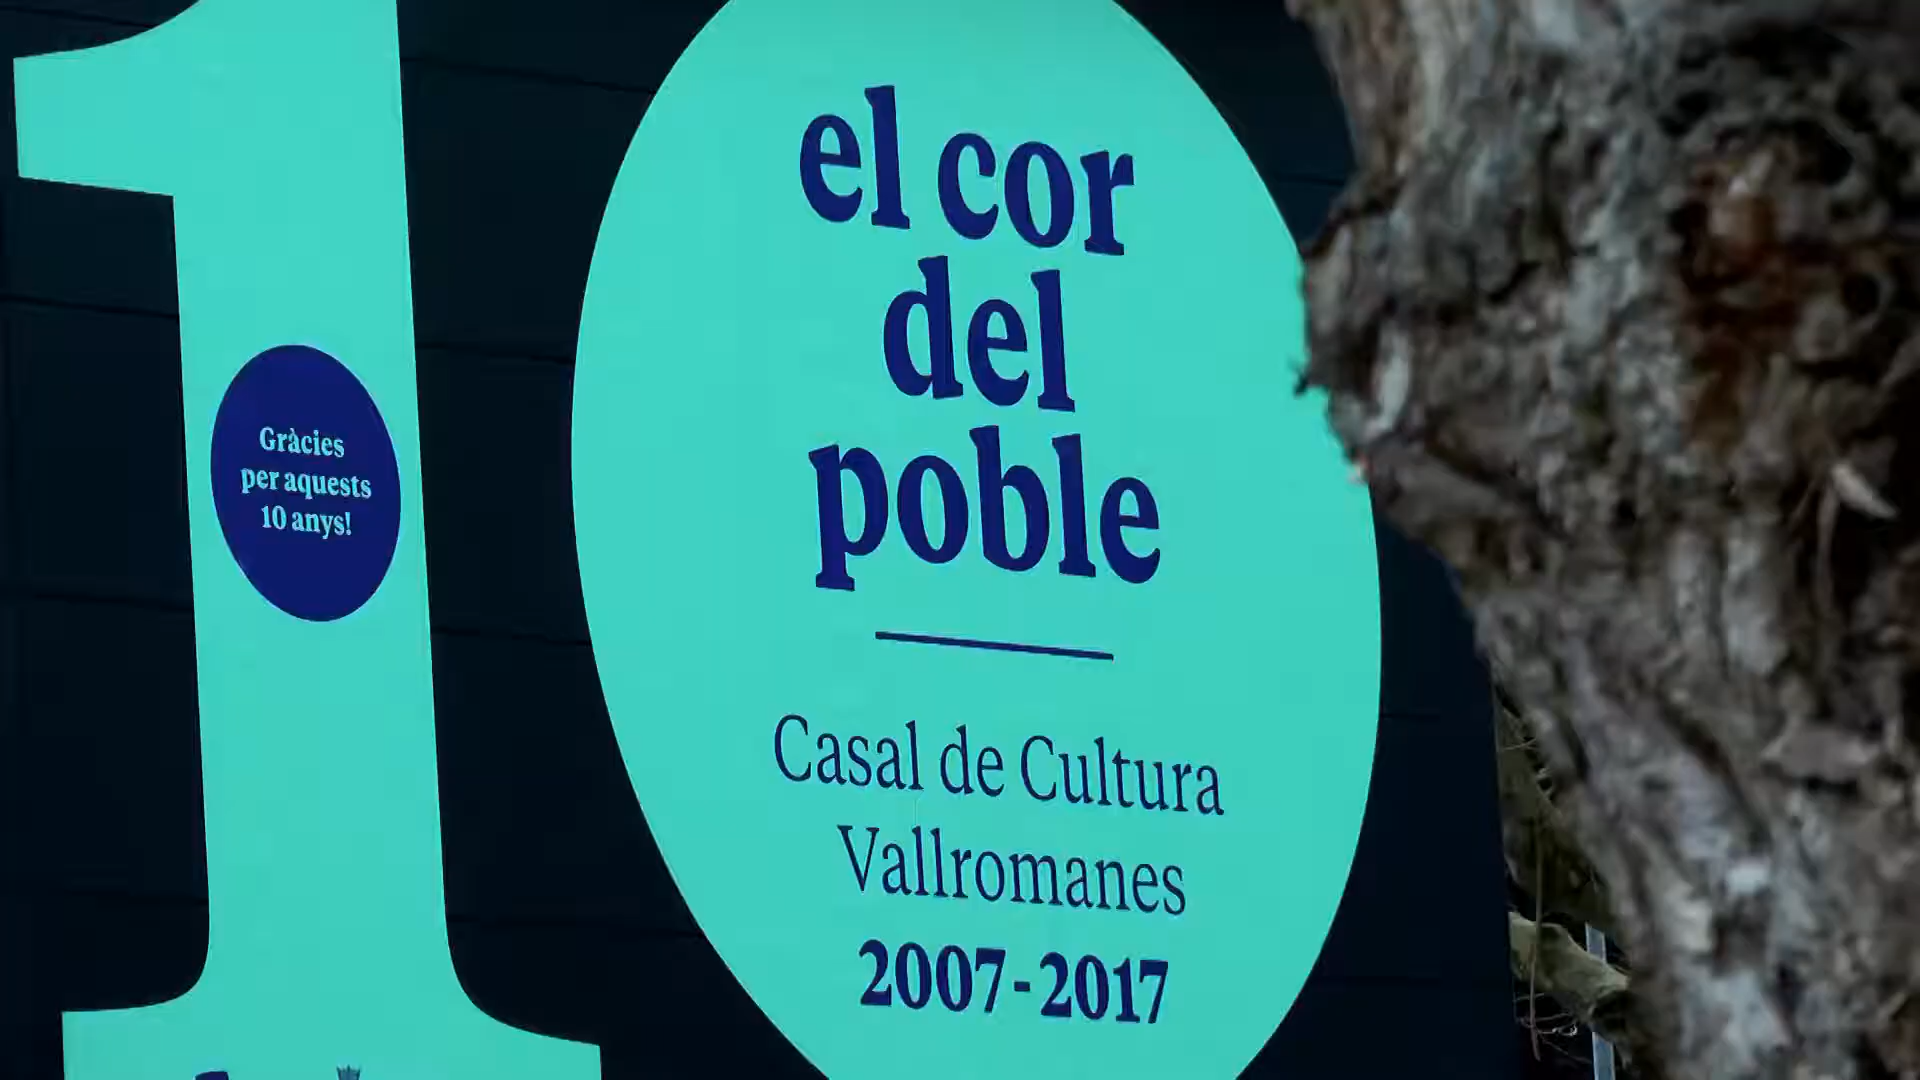 Gràcies
per aquests
10 anys!
el cor
del
poble
Casal de Cultura
Vallromanes
2007-2017